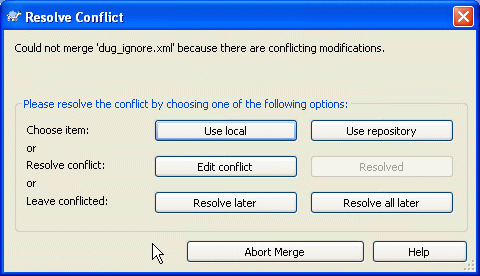 Resolve Conflict
Could not merge 'dug_ignore.xml' because there are conflicting modifications.
Please resolve the conflict by choosing one of the following options:
Choose item: Use local Use repository
or
Resolve conflict: Edit conflict Resolved
or
Leave conflicted: Resolve later Resolve all later
Abort Merge Help